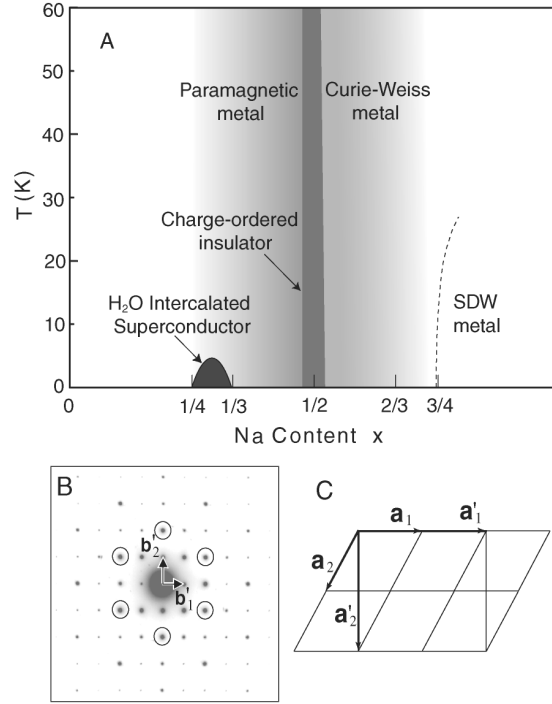 60
A
50
Paramagnetic Curie-Weiss
metal metal
40
T (K)
30
Charge-ordered
insulator
20
H₂O Intercalated
Superconductor
SDW
metal
10
0
0 1/4 1/3 1/2 2/3 3/4
Na Content x
B
b'₂
b'₁
C
a₁ a'₁
a₂
a'₂